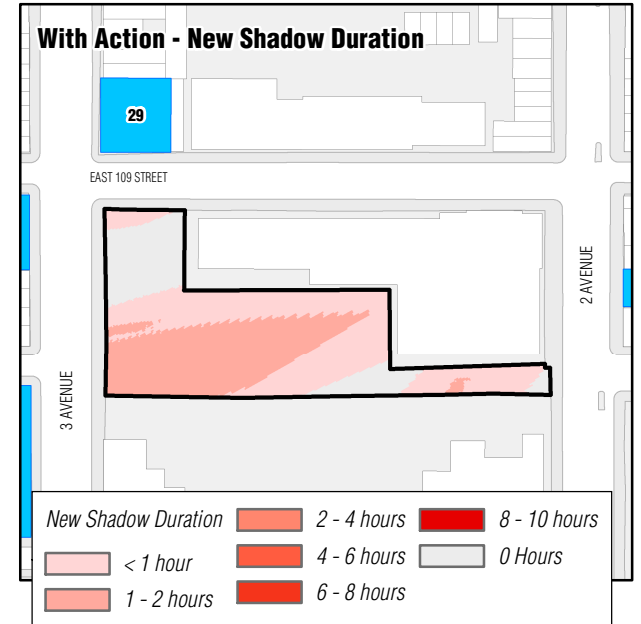 With Action - New Shadow Duration
29
EAST 109 STREET
2 AVENUE
3 AVENUE
New Shadow Duration
< 1 hour
1 - 2 hours
2 - 4 hours
4 - 6 hours
6 - 8 hours
8 - 10 hours
0 Hours